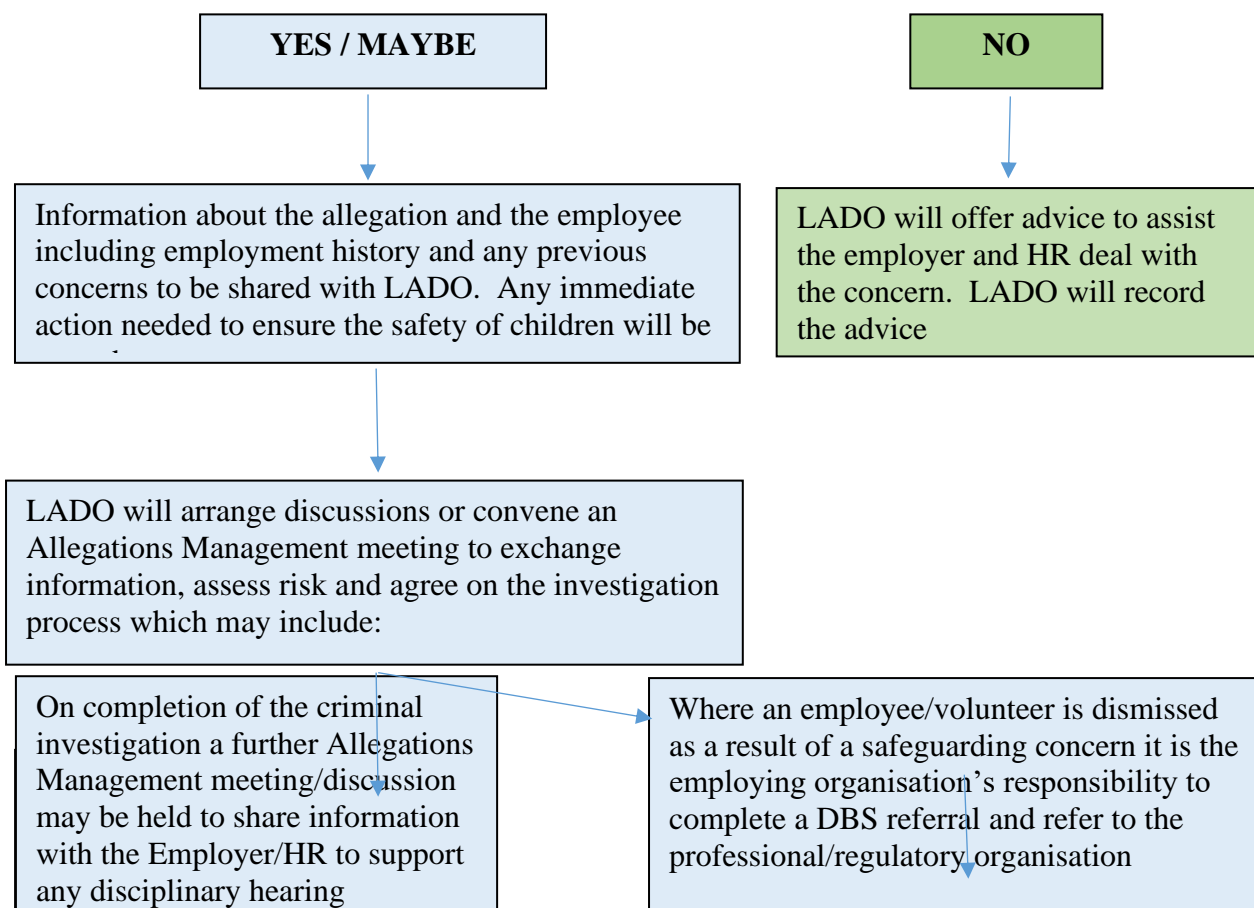 YES / MAYBE
NO
Information about the allegation and the employee
including employment history and any previous
concerns to be shared with LADO.  Any immediate
action needed to ensure the safety of children will be
LADO will offer advice to assist
the employer and HR deal with
the concern.  LADO will record
the advice
LADO will arrange discussions or convene an
Allegations Management meeting to exchange
information, assess risk and agree on the investigation
process which may include:
On completion of the criminal
investigation a further Allegations
Management meeting/discussion
may be held to share information
with the Employer/HR to support
any disciplinary hearing
Where an employee/volunteer is dismissed
as a result of a safeguarding concern it is the
employing organisation’s responsibility to
complete a DBS referral and refer to the
professional/regulatory organisation